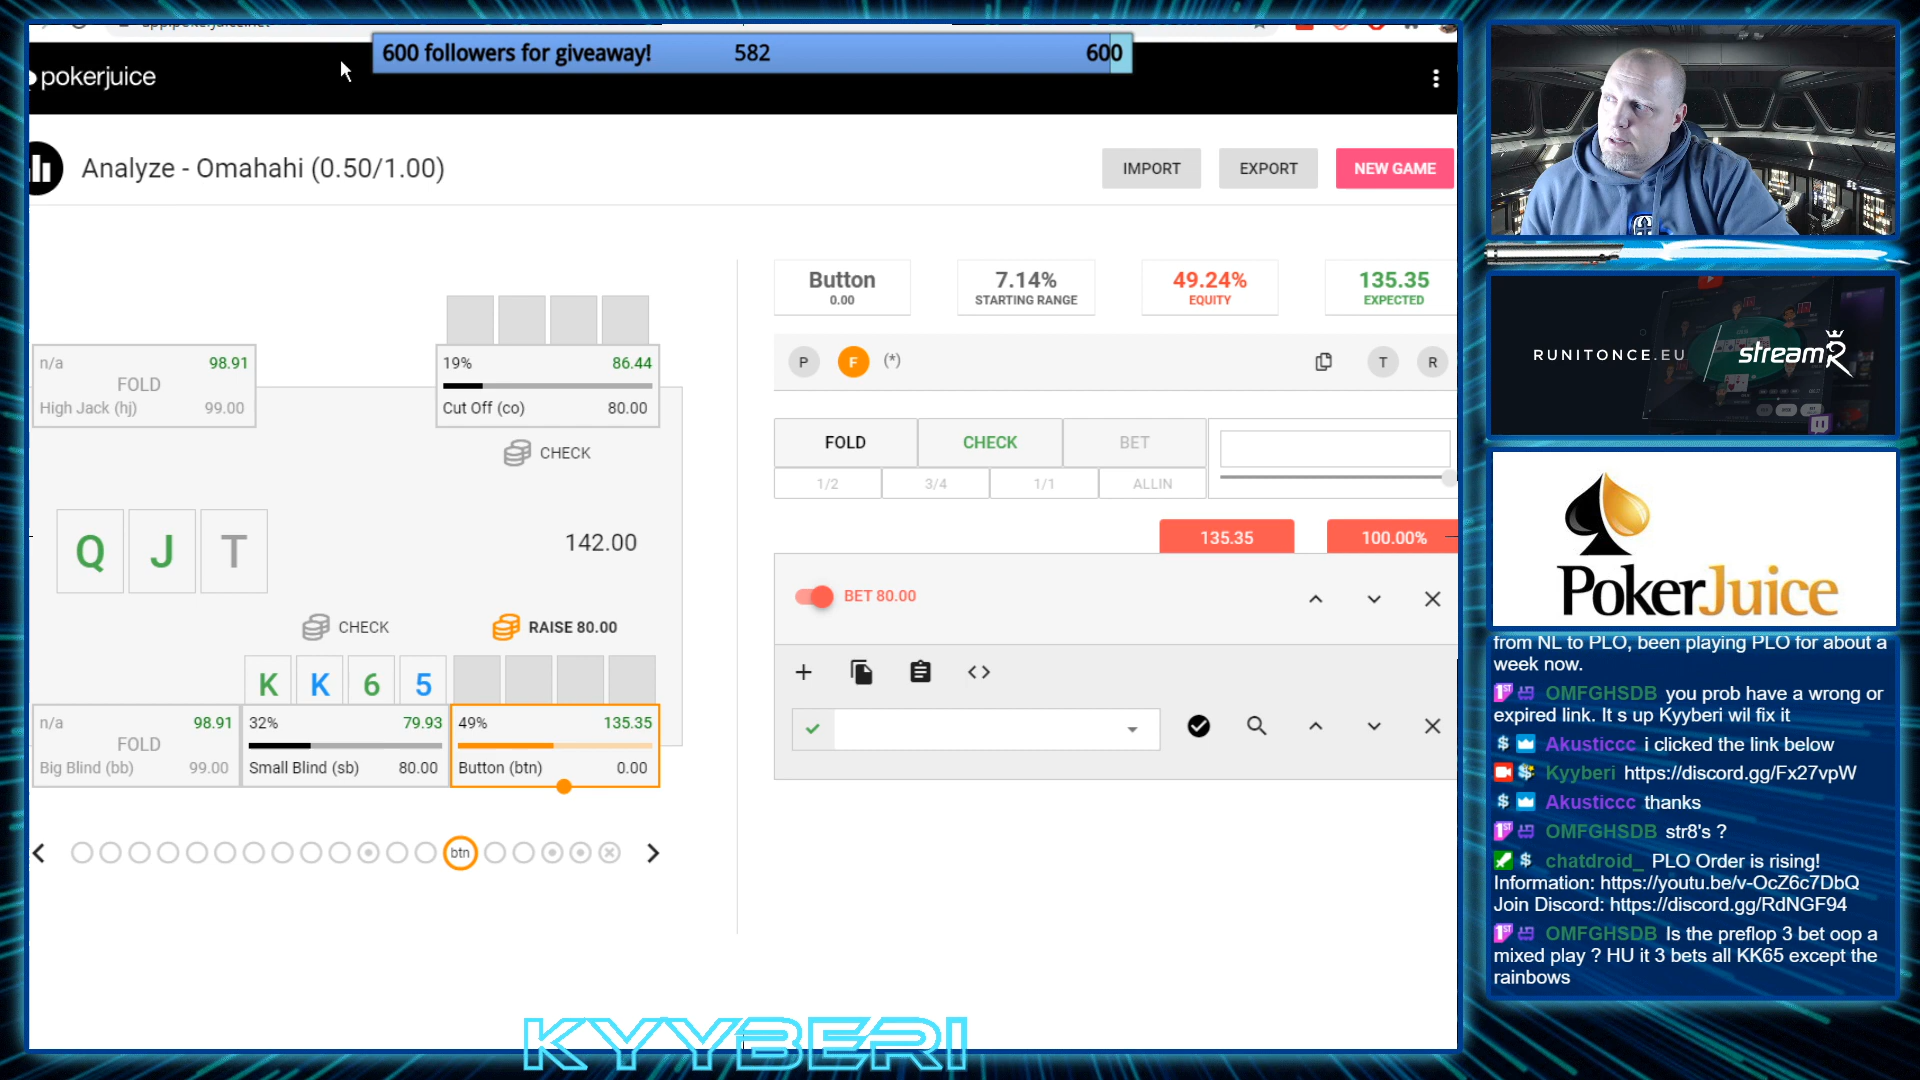 600 followers for giveaway! 582 600
pokerjuice
Analyze - Omahahi (0.50/1.00)
IMPORT EXPORT NEW GAME
Button
0.00
7.14%
STARTING RANGE
49.24%
EQUITY
135.35
EXPECTED
P F (*) T R
n/a 98.91
FOLD
High Jack (hj) 99.00
19% 86.44
Cut Off (co) 80.00
CHECK
FOLD CHECK BET
1/2 3/4 1/1 ALLIN
Q J T
142.00
135.35 100.00%
BET 80.00
CHECK
RAISE 80.00
K K 6 5
n/a 98.91
FOLD
Big Blind (bb) 99.00
32% 79.93
Small Blind (sb) 80.00
49% 135.35
Button (btn) 0.00
btn
KYYBERI
RUNITONCE.EU / streamR
PokerJuice
from NL to PLO, been playing PLO for about a
week now.
OMFGHSDB you prob have a wrong or
expired link. It s up Kyyberi wil fix it
Akusticcc i clicked the link below
Kyyberi https://discord.gg/Fx27vpW
Akusticcc thanks
OMFGHSDB str8's ?
chatdroid_ PLO Order is rising!
Information: https://youtu.be/v-OcZ6c7DbQ
Join Discord: https://discord.gg/RdNGF94
OMFGHSDB Is the preflop 3 bet oop a
mixed play ? HU it 3 bets all KK65 except the
rainbows